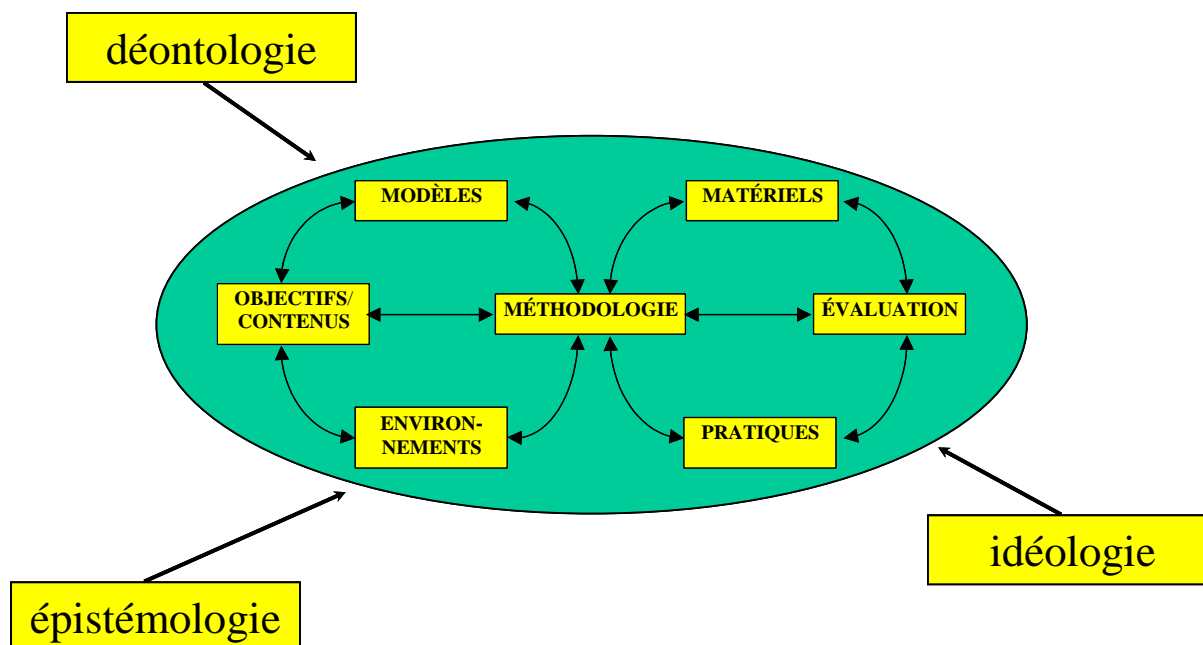 déontologie
MODÈLES
MATÉRIELS
OBJECTIFS/
CONTENUS
MÉTHODOLOGIE
ÉVALUATION
ENVIRON-
NEMENTS
PRATIQUES
idéologie
épistémologie